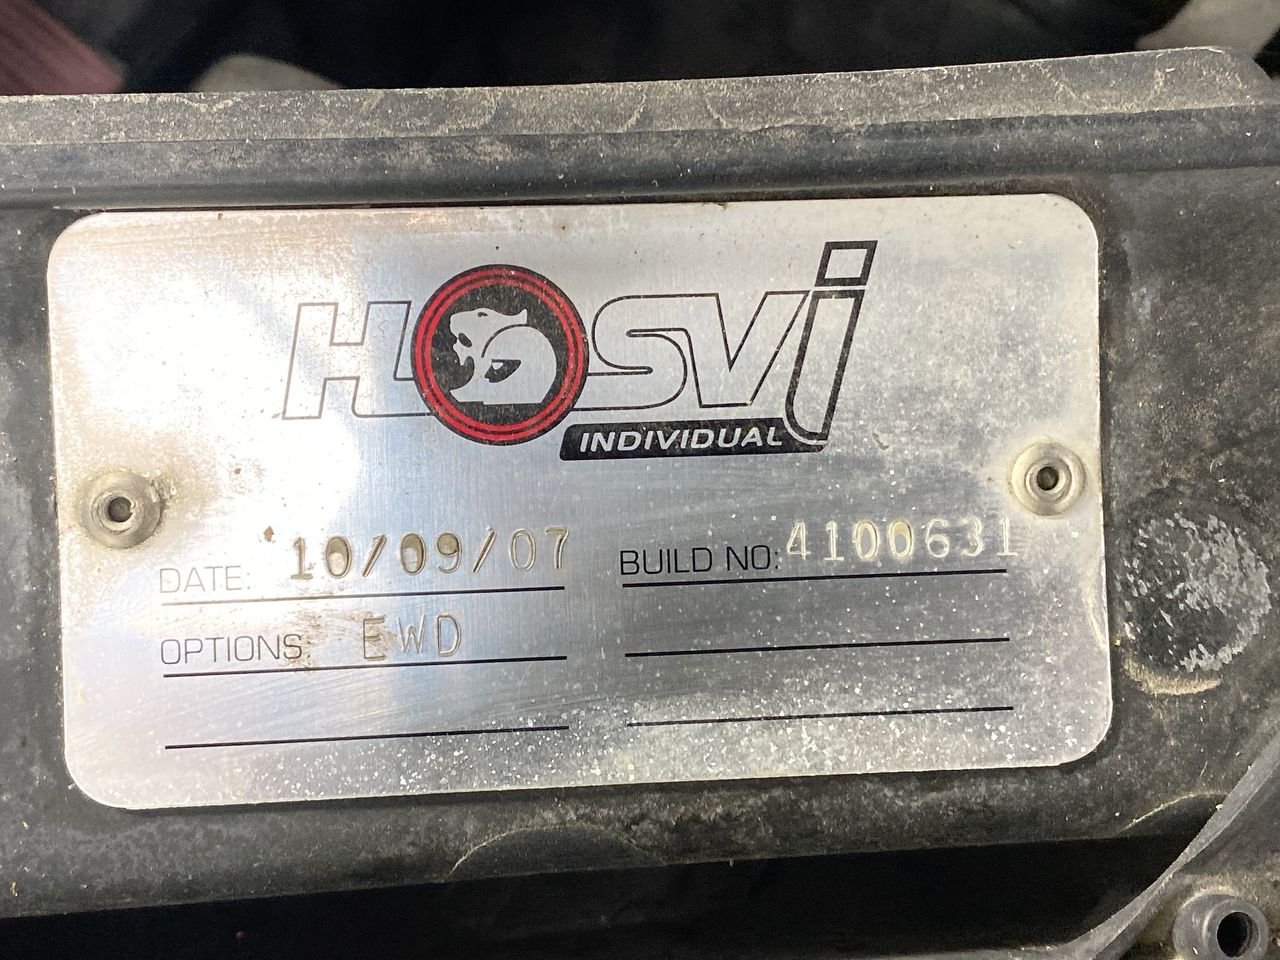 HSVi
INDIVIDUAL
DATE: 10/09/07 BUILD NO: 4100631
OPTIONS: EWD